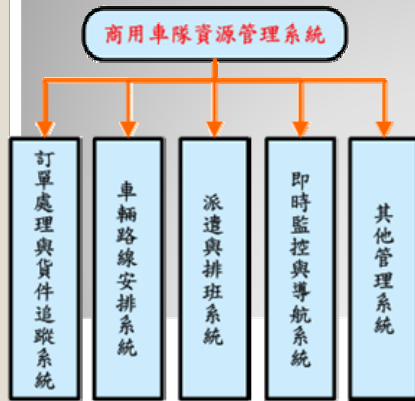 商用車隊資源管理系統
訂單處理與貨件追蹤系統
車輛路線安排系統
派遣與排班系統
即時監控與導航系統
其他管理系統